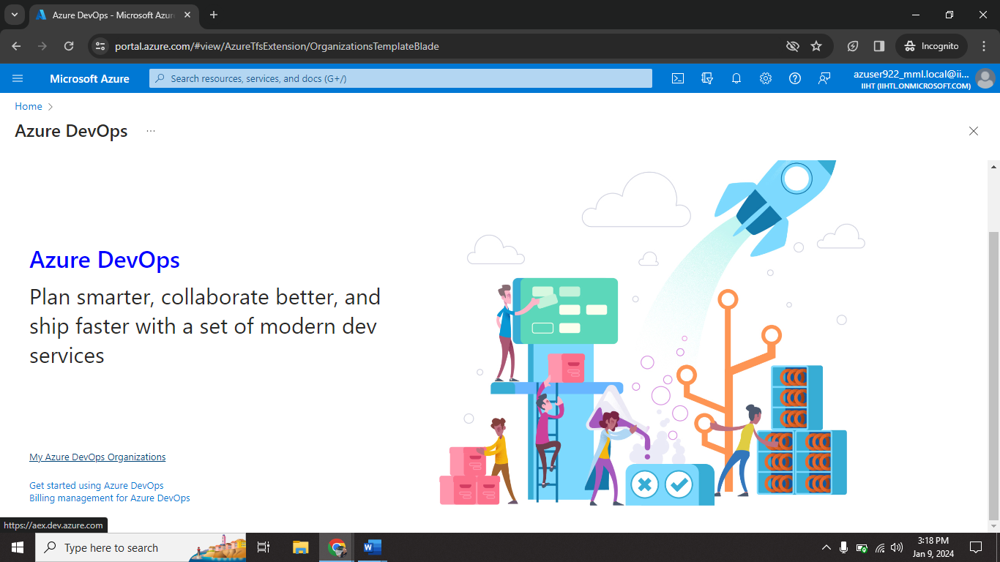 Azure DevOps - Microsoft Azur
portal.azure.com/#view/AzureTfsExtension/OrganizationsTemplateBlade
Incognito
Microsoft Azure
Search resources, services, and docs (G+/)
azuser922_mml.local@ii...
IIHT (IIHTL.ONMICROSOFT.COM)
Home >
Azure DevOps
...
Azure DevOps
Plan smarter, collaborate better, and
ship faster with a set of modern dev
services
My Azure DevOps Organizations
Get started using Azure DevOps
Billing management for Azure DevOps
https://aex.dev.azure.com
Type here to search
3:18 PM
Jan 9, 2024